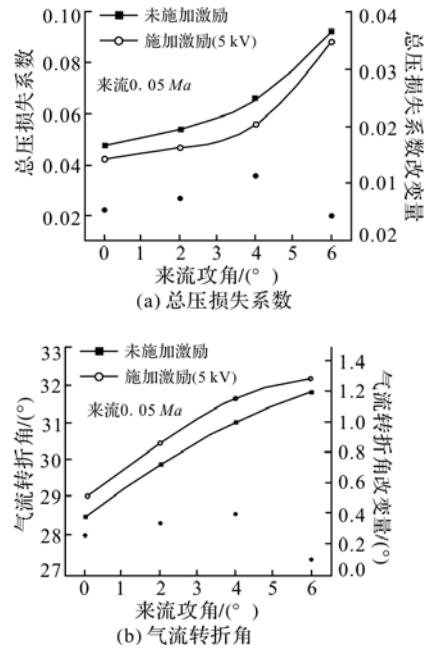 未施加激励
施加激励(5 kV)
来流0.05 Ma
总压损失系数
0.10
0.08
0.06
0.04
0.02
总压损失系数改变量
0.04
0.03
0.02
0.01
0.02
0 1 2 3 4 5 6
来流攻角/(°)
(a) 总压损失系数
未施加激励
施加激励(5 kV)
来流0.05 Ma
气流转折角/(°)
33
32
31
30
29
28
27
气流转折角改变量/(°)
1.4
1.2
1.0
0.8
0.6
0.4
0.2
0.0
0 1 2 3 4 5 6
来流攻角/(°)
(b) 气流转折角